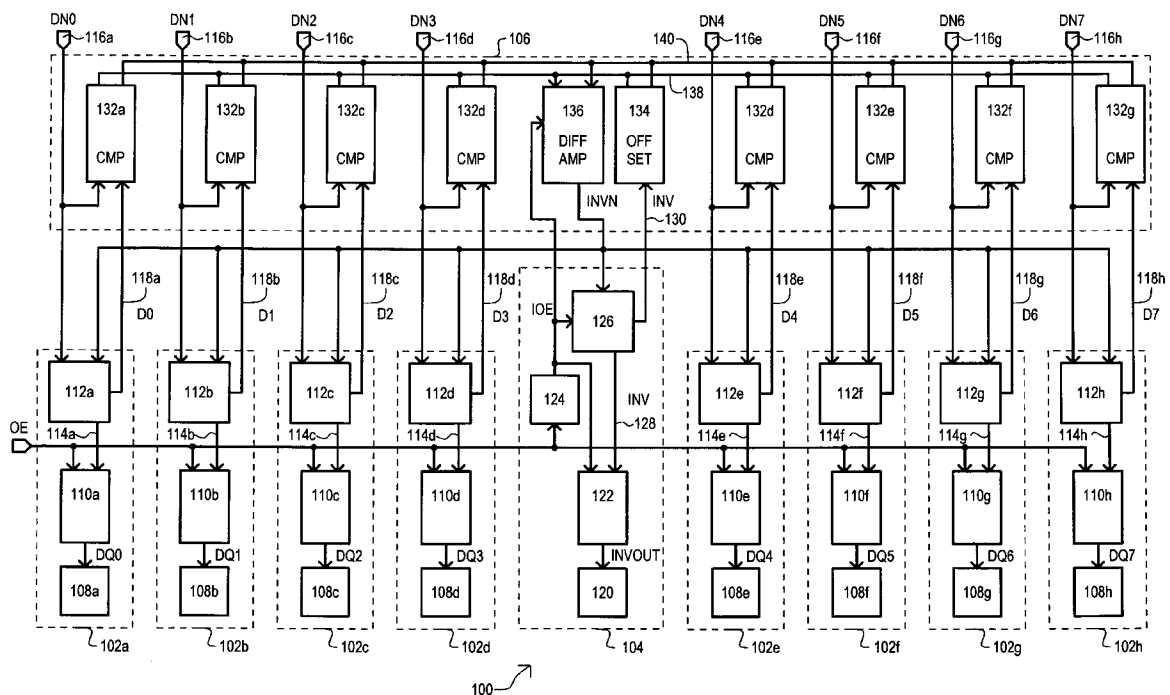 DN0 DN1 DN2 DN3 DN4 DN5 DN6 DN7
116a 116b 116c 116d 106 140 116e 116f 116g 116h
138
132a 132b 132c 132d 136 134 132d 132e 132f 132g
CMP CMP CMP CMP DIFF AMP OFF SET CMP CMP CMP CMP
INVN INV
130
118a 118b 118c 118d 118e 118f 118g 118h
D0 D1 D2 D3 IOE 126 D4 D5 D6 D7
112a 112b 112c 112d 124 INV 112e 112f 112g 112h
128
OE 114a 114b 114c 114d 114e 114f 114g 114h
110a 110b 110c 110d 122 110e 110f 110g 110h
DQ0 DQ1 DQ2 DQ3 INVOUT DQ4 DQ5 DQ6 DQ7
108a 108b 108c 108d 120 108e 108f 108g 108h
102a 102b 102c 102d 104 102e 102f 102g 102h
100